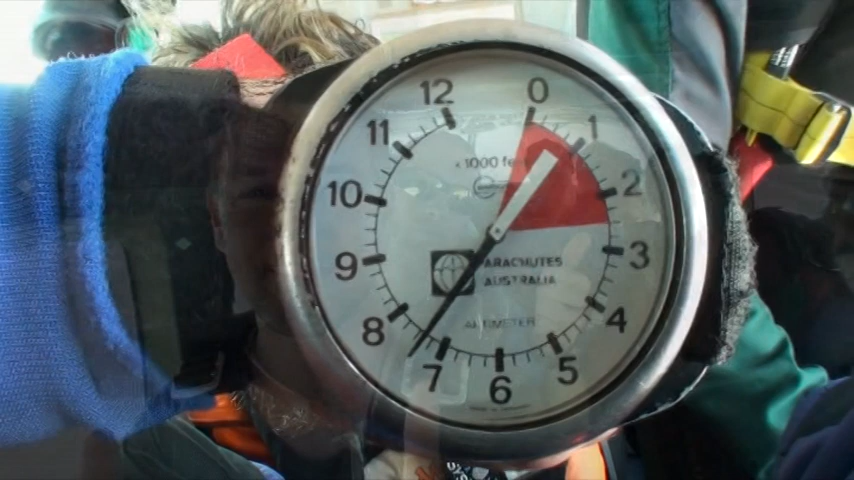 12 0
11 1
×1000 feet
10 2
9 3
PARACHUTES
AUSTRALIA
8 4
ALTIMETER
7 5
6